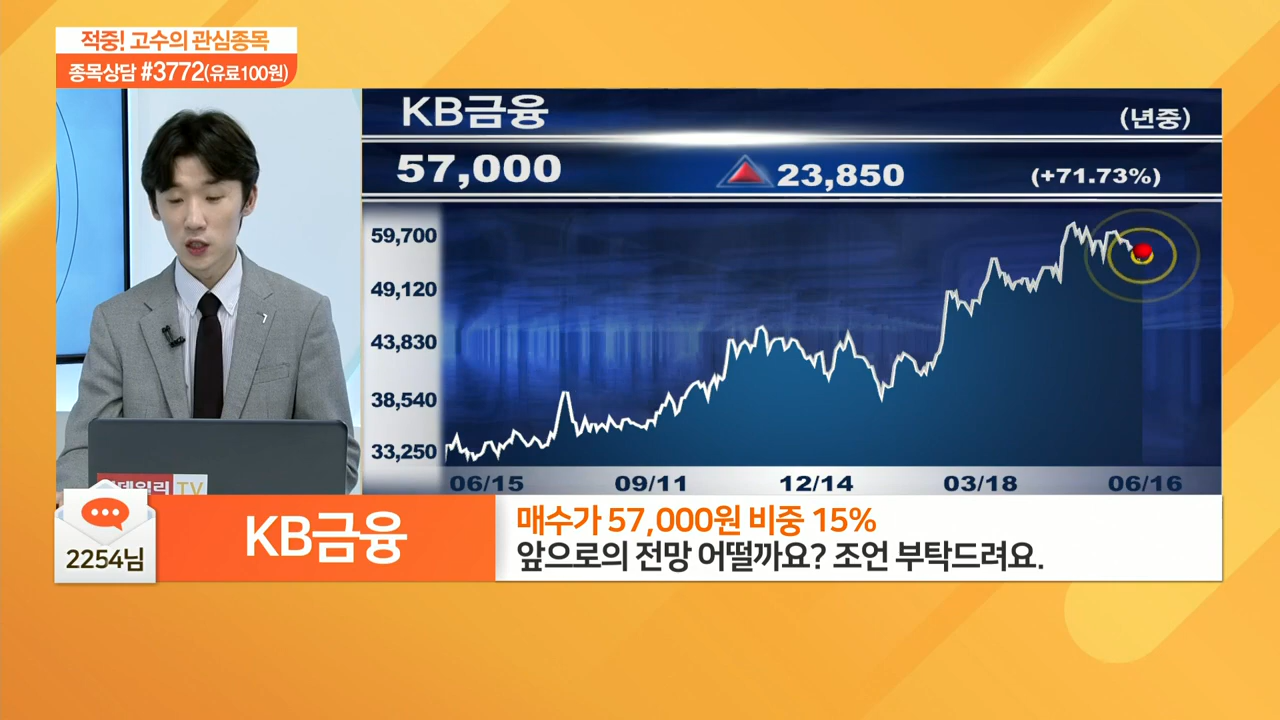 적중! 고수의 관심종목
종목상담 #3772(유료100원)
KB금융
(년중)
57,000
23,850
(+71.73%)
59,700
49,120
43,830
38,540
33,250
06/15
09/11
12/14
03/18
06/16
데일리 TV
2254님
KB금융
매수가 57,000원 비중 15%
앞으로의 전망 어떨까요? 조언 부탁드려요.